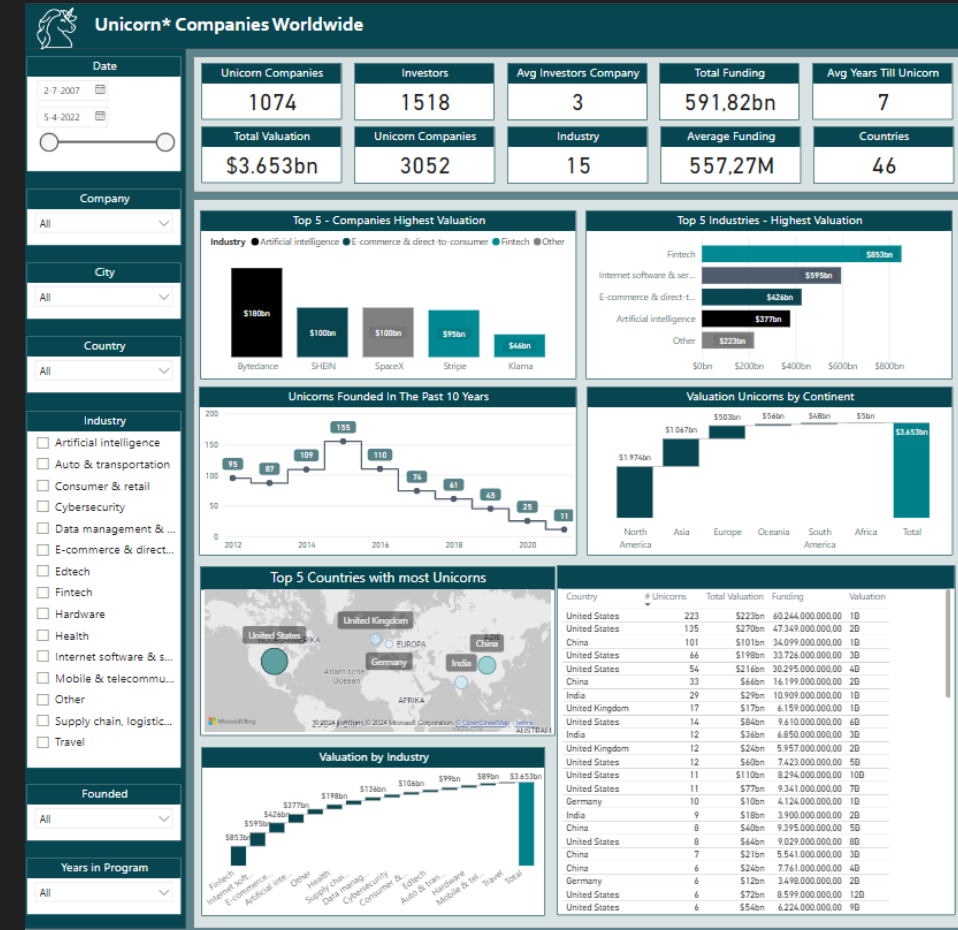 Unicorn* Companies Worldwide
Date
2-7-2007
5-4-2022
Company
All
City
All
Country
All
Industry
Artificial intelligence
Auto & transportation
Consumer & retail
Cybersecurity
Data management & ...
E-commerce & direct...
Edtech
Fintech
Hardware
Health
Internet software & s...
Mobile & telecommu...
Other
Supply chain, logistic...
Travel
Founded
All
Years in Program
All
Unicorn Companies
1074
Investors
1518
Avg Investors Company
3
Total Funding
591,82bn
Avg Years Till Unicorn
7
Total Valuation
$3.653bn
Unicorn Companies
3052
Industry
15
Average Funding
557,27M
Countries
46
Top 5 - Companies Highest Valuation
Industry Artificial intelligence E-commerce & direct-to-consumer Fintech Other
$180bn $100bn $100bn $95bn $46bn
Bytedance SHEIN SpaceX Stripe Klarna
Top 5 Industries - Highest Valuation
Fintech $853bn
Internet software & ser... $595bn
E-commerce & direct-t... $426bn
Artificial intelligence $377bn
Other $223bn
$0bn $200bn $400bn $600bn $800bn
Unicorns Founded In The Past 10 Years
200
150
100
50
0
95 87 109 155 110 74 61 45 25 11
2012 2014 2016 2018 2020
Valuation Unicorns by Continent
$1.974bn $1.067bn $503bn $56bn $48bn $5bn $3.653bn
North America Asia Europe Oceania South America Africa Total
Top 5 Countries with most Unicorns
United States
United Kingdom
EUROPA
Germany
China
India
Atlantische
Oceaan
AFRIKA
Microsoft Bing
© 2024 Microsoft Corporation, © OpenStreetMap Terms
Valuation by Industry
$853bn $595bn $426bn $377bn $198bn $136bn $106bn $99bn $89bn $3.653bn
Fintech
Internet soft...
E-commerce...
Artificial inte...
Other
Health
Supply chai...
Data manag...
Cybersecurity
Consumer &...
Edtech
Auto & tran...
Hardware
Mobile & tel...
Travel
Total
Country # Unicorns Total Valuation Funding Valuation
United States 223 $223bn 60.244.000.000,00 1B
United States 135 $270bn 47.349.000.000,00 2B
China 101 $101bn 34.099.000.000,00 1B
United States 66 $198bn 33.726.000.000,00 3B
United States 54 $216bn 30.295.000.000,00 4B
China 33 $66bn 16.199.000.000,00 2B
India 29 $29bn 10.909.000.000,00 1B
United Kingdom 17 $17bn 6.159.000.000,00 1B
United States 14 $84bn 9.610.000.000,00 6B
India 12 $36bn 6.850.000.000,00 3B
United Kingdom 12 $24bn 5.957.000.000,00 2B
United States 12 $60bn 7.423.000.000,00 5B
United States 11 $110bn 8.294.000.000,00 10B
United States 11 $77bn 9.341.000.000,00 7B
Germany 10 $10bn 4.124.000.000,00 1B
India 9 $18bn 3.900.000.000,00 2B
China 8 $40bn 9.395.000.000,00 5B
United States 8 $64bn 9.029.000.000,00 8B
China 7 $21bn 5.541.000.000,00 3B
China 6 $24bn 7.761.000.000,00 4B
Germany 6 $12bn 3.498.000.000,00 2B
United States 6 $72bn 8.599.000.000,00 12B
United States 6 $54bn 6.224.000.000,00 9B